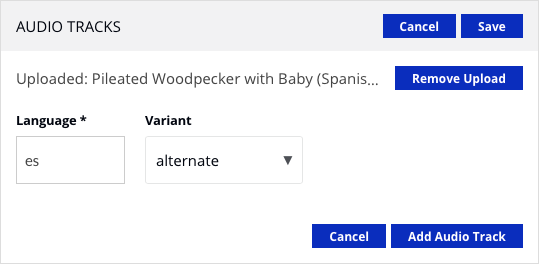 AUDIO TRACKS Cancel Save
Uploaded: Pileated Woodpecker with Baby (Spanis... Remove Upload
Language * Variant
es alternate
Cancel Add Audio Track